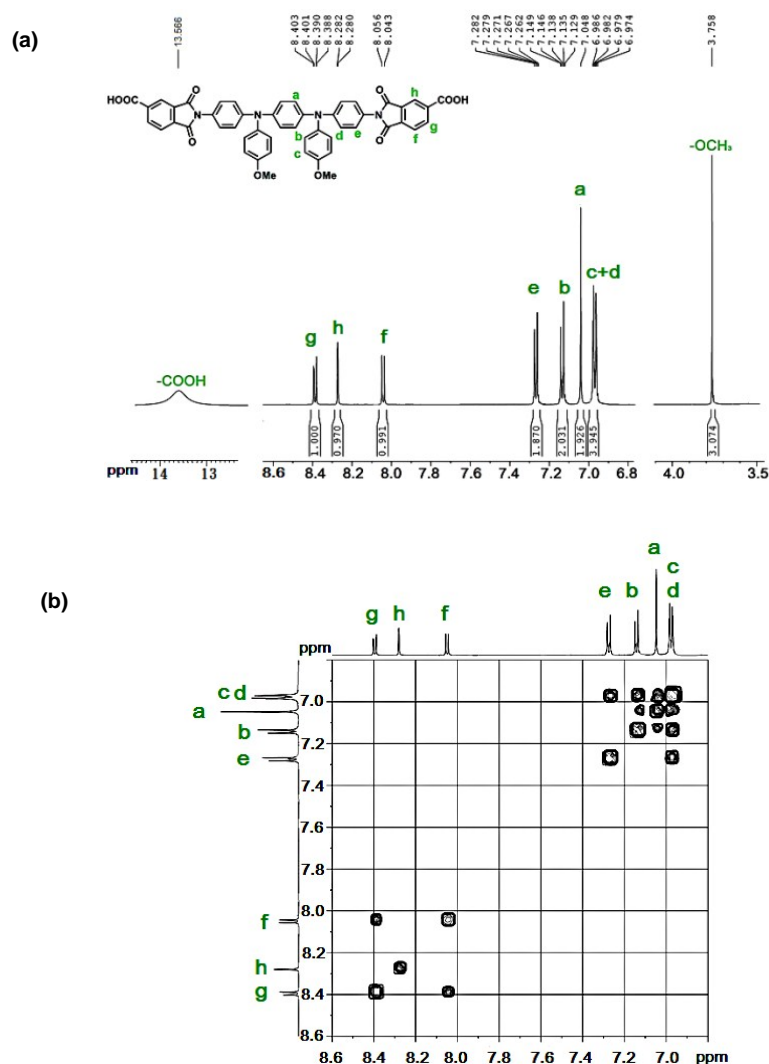 (a)
13.566
8.403
8.401
8.390
8.388
8.282
8.280
8.056
8.043
7.282
7.279
7.271
7.267
7.262
7.149
7.146
7.138
7.135
7.129
7.048
6.986
6.982
6.979
6.974
3.758
HOOC O O N a N N O O h COOH
b d e g f
c
OMe OMe
-OCH₃
a
c+d
e b
g h f
-COOH
1.000 0.970 0.991 1.870 2.031 1.926 3.945 3.074
ppm 14 13 8.6 8.4 8.2 8.0 7.8 7.6 7.4 7.2 7.0 6.8 4.0 3.5
(b)
a
c
e b d
g h f
ppm
c d
7.0
a
b
7.2
e
7.4
7.6
7.8
8.0
f
8.2
h
g
8.4
8.6
8.6 8.4 8.2 8.0 7.8 7.6 7.4 7.2 7.0 ppm